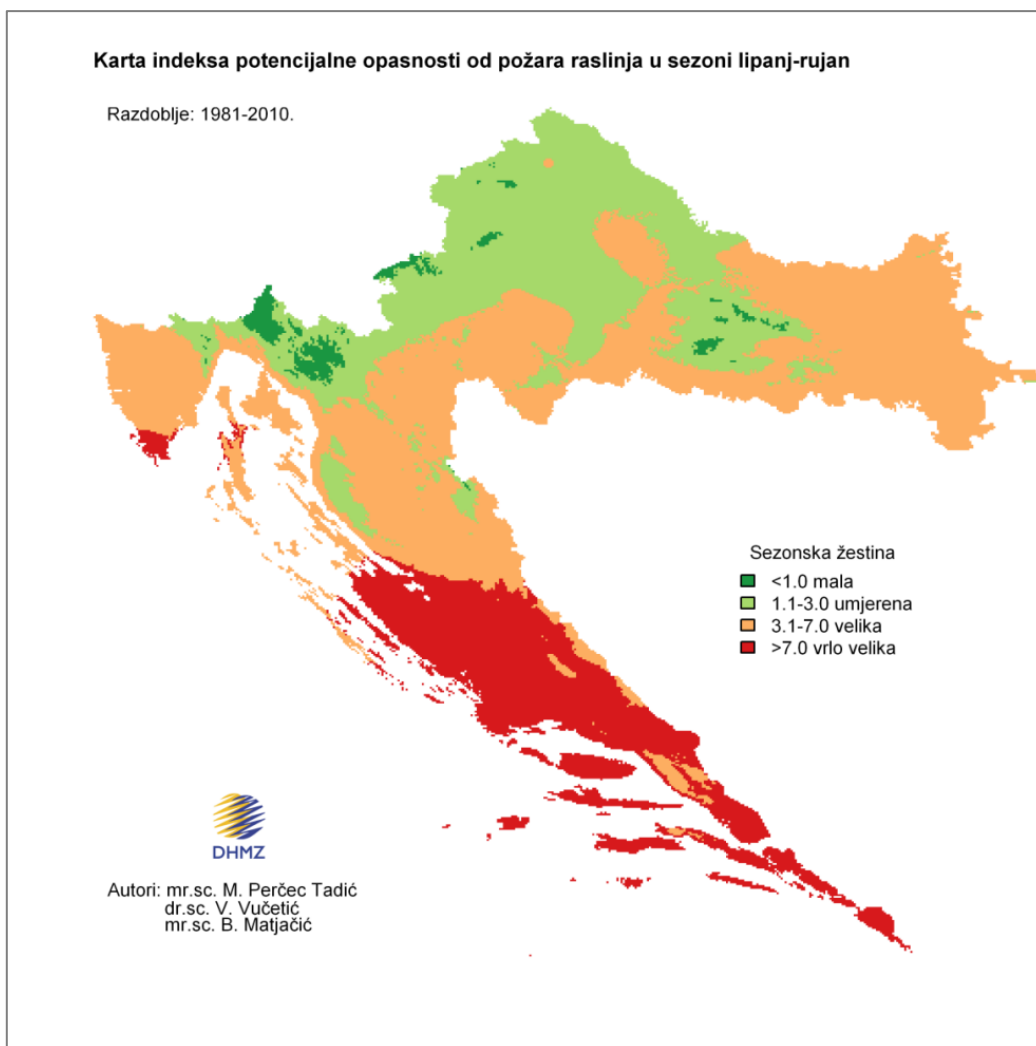 Karta indeksa potencijalne opasnosti od požara raslinja u sezoni lipanj-rujan
Razdoblje: 1981-2010.
Sezonska žestina
<1.0 mala
1.1-3.0 umjerena
3.1-7.0 velika
>7.0 vrlo velika
DHMZ
Autori: mr.sc. M. Perčec Tadić
dr.sc. V. Vučetić
mr.sc. B. Matjačić